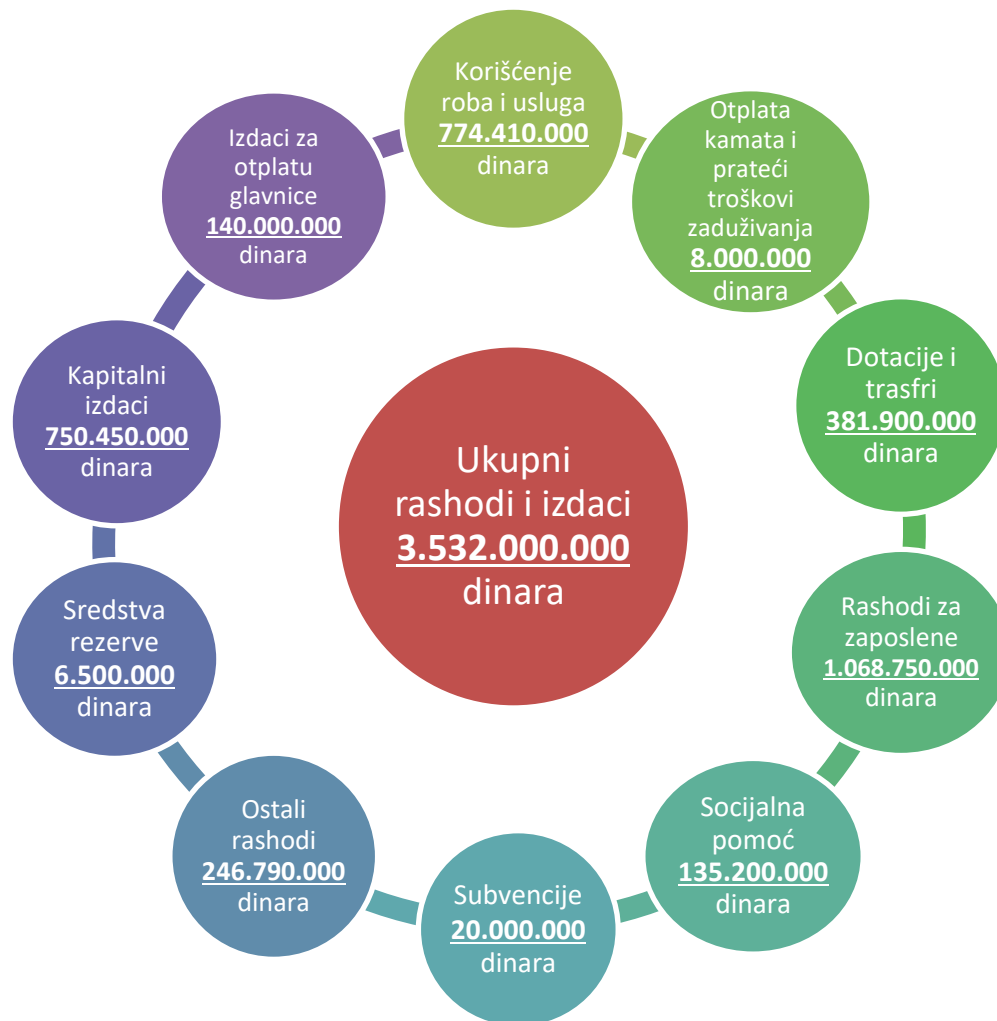 Korišćenje
roba i usluga
774.410.000
dinara
Otplata
kamata i
prateći
troškovi
zaduživanja
8.000.000
dinara
Dotacije i
trasfri
381.900.000
dinara
Rashodi za
zaposlene
1.068.750.000
dinara
Socijalna
pomoć
135.200.000
dinara
Subvencije
20.000.000
dinara
Ostali
rashodi
246.790.000
dinara
Sredstva
rezerve
6.500.000
dinara
Kapitalni
izdaci
750.450.000
dinara
Izdaci za
otplatu
glavnice
140.000.000
dinara
Ukupni
rashodi i izdaci
3.532.000.000
dinara